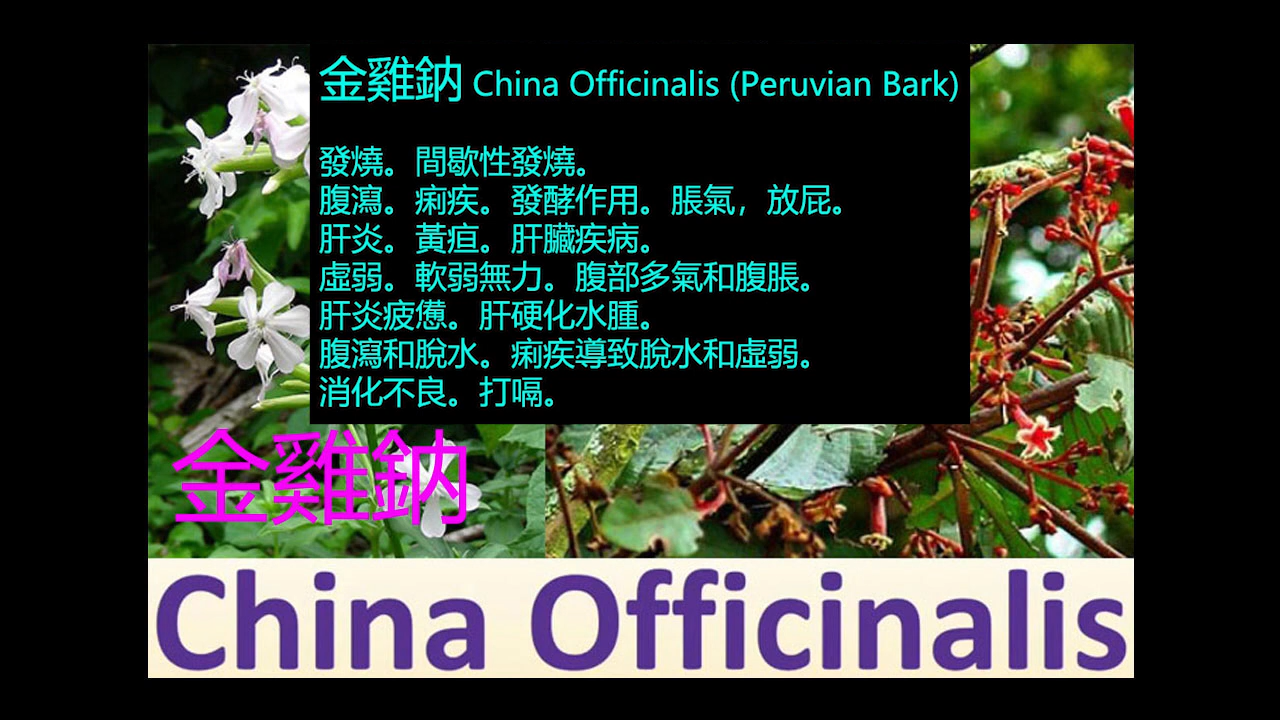 金雞鈉 China Officinalis (Peruvian Bark)
發燒。間歇性發燒。
腹瀉。痢疾。發酵作用。脹氣，放屁。
肝炎。黃疸。肝臟疾病。
虛弱。軟弱無力。腹部多氣和腹脹。
肝炎疲憊。肝硬化水腫。
腹瀉和脫水。痢疾導致脫水和虛弱。
消化不良。打嗝。
金雞鈉
China Officinalis